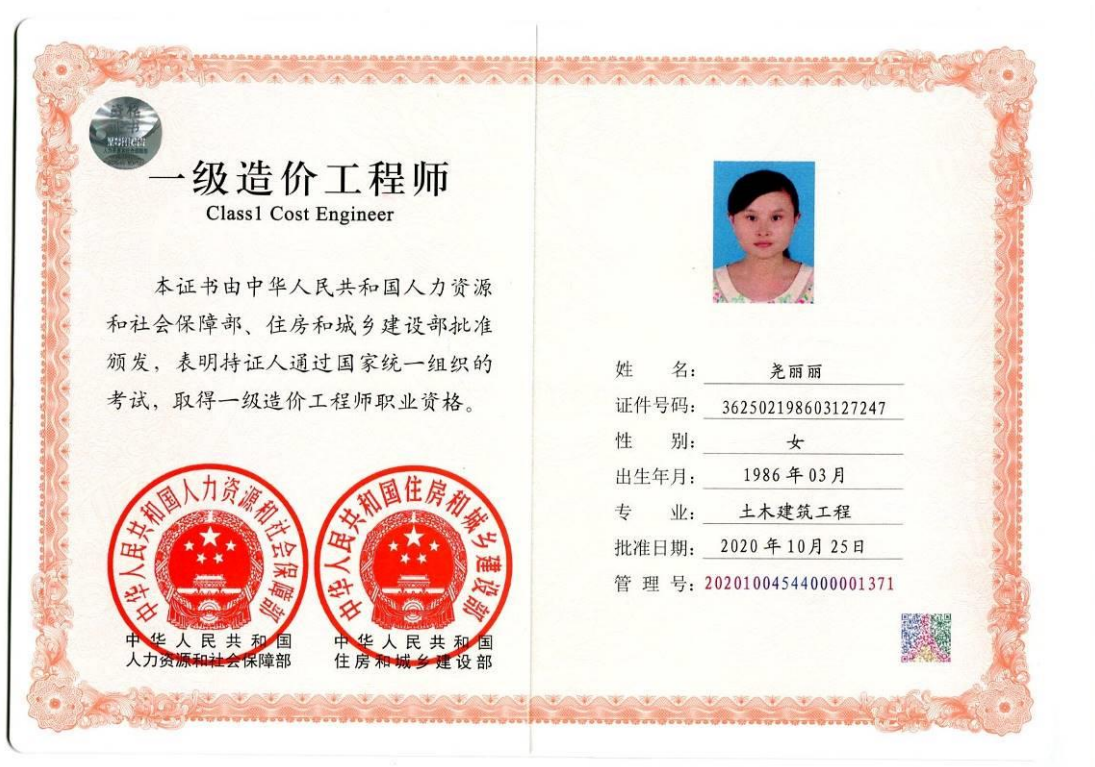 一级造价工程师
Class1 Cost Engineer
本证书由中华人民共和国人力资源
和社会保障部、住房和城乡建设部批准
颁发，表明持证人通过国家统一组织的
考试，取得一级造价工程师职业资格。
中华人民共和国人力资源和社会保障部
中华人民共和国住房和城乡建设部
中华人民共和国
人力资源和社会保障部
中华人民共和国
住房和城乡建设部
姓 名：尧丽丽
证件号码：362502198603127247
性 别：女
出生年月：1986年03月
专 业：土木建筑工程
批准日期：2020年10月25日
管 理 号：20201004544000001371